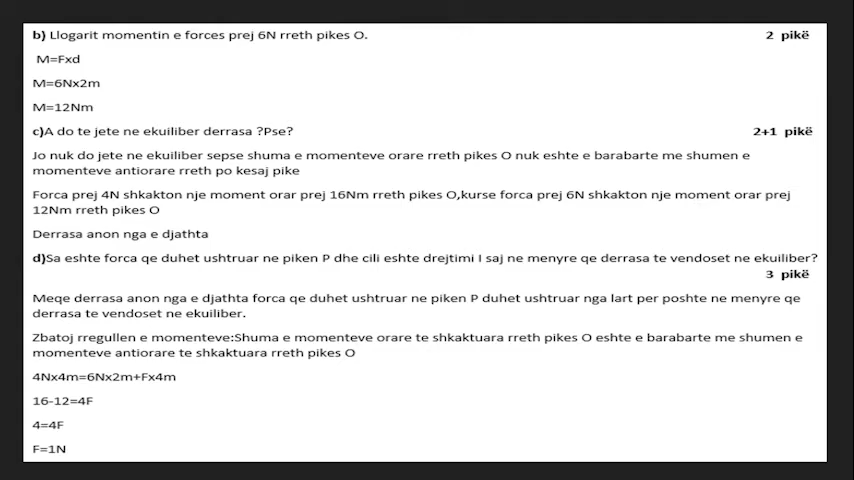 b) Llogarit momentin e forces prej 6N rreth pikes O. 2 pikë
M=Fxd
M=6Nx2m
M=12Nm
c)A do te jete ne ekuiliber derrasa ?Pse? 2+1 pikë
Jo nuk do jete ne ekuiliber sepse shuma e momenteve orare rreth pikes O nuk eshte e barabarte me shumen e
momenteve antiorare rreth po kesaj pike
Forca prej 4N shkakton nje moment orar prej 16Nm rreth pikes O,kurse forca prej 6N shkakton nje moment orar prej
12Nm rreth pikes O
Derrasa anon nga e djathta
d)Sa eshte forca qe duhet ushtruar ne piken P dhe cili eshte drejtimi I saj ne menyre qe derrasa te vendoset ne ekuiliber?
3 pikë
Meqe derrasa anon nga e djathta forca qe duhet ushtruar ne piken P duhet ushtruar nga lart per poshte ne menyre qe
derrasa te vendoset ne ekuiliber.
Zbatoj rregullen e momenteve:Shuma e momenteve orare te shkaktuara rreth pikes O eshte e barabarte me shumen e
momenteve antiorare te shkaktuara rreth pikes O
4Nx4m=6Nx2m+Fx4m
16-12=4F
4=4F
F=1N